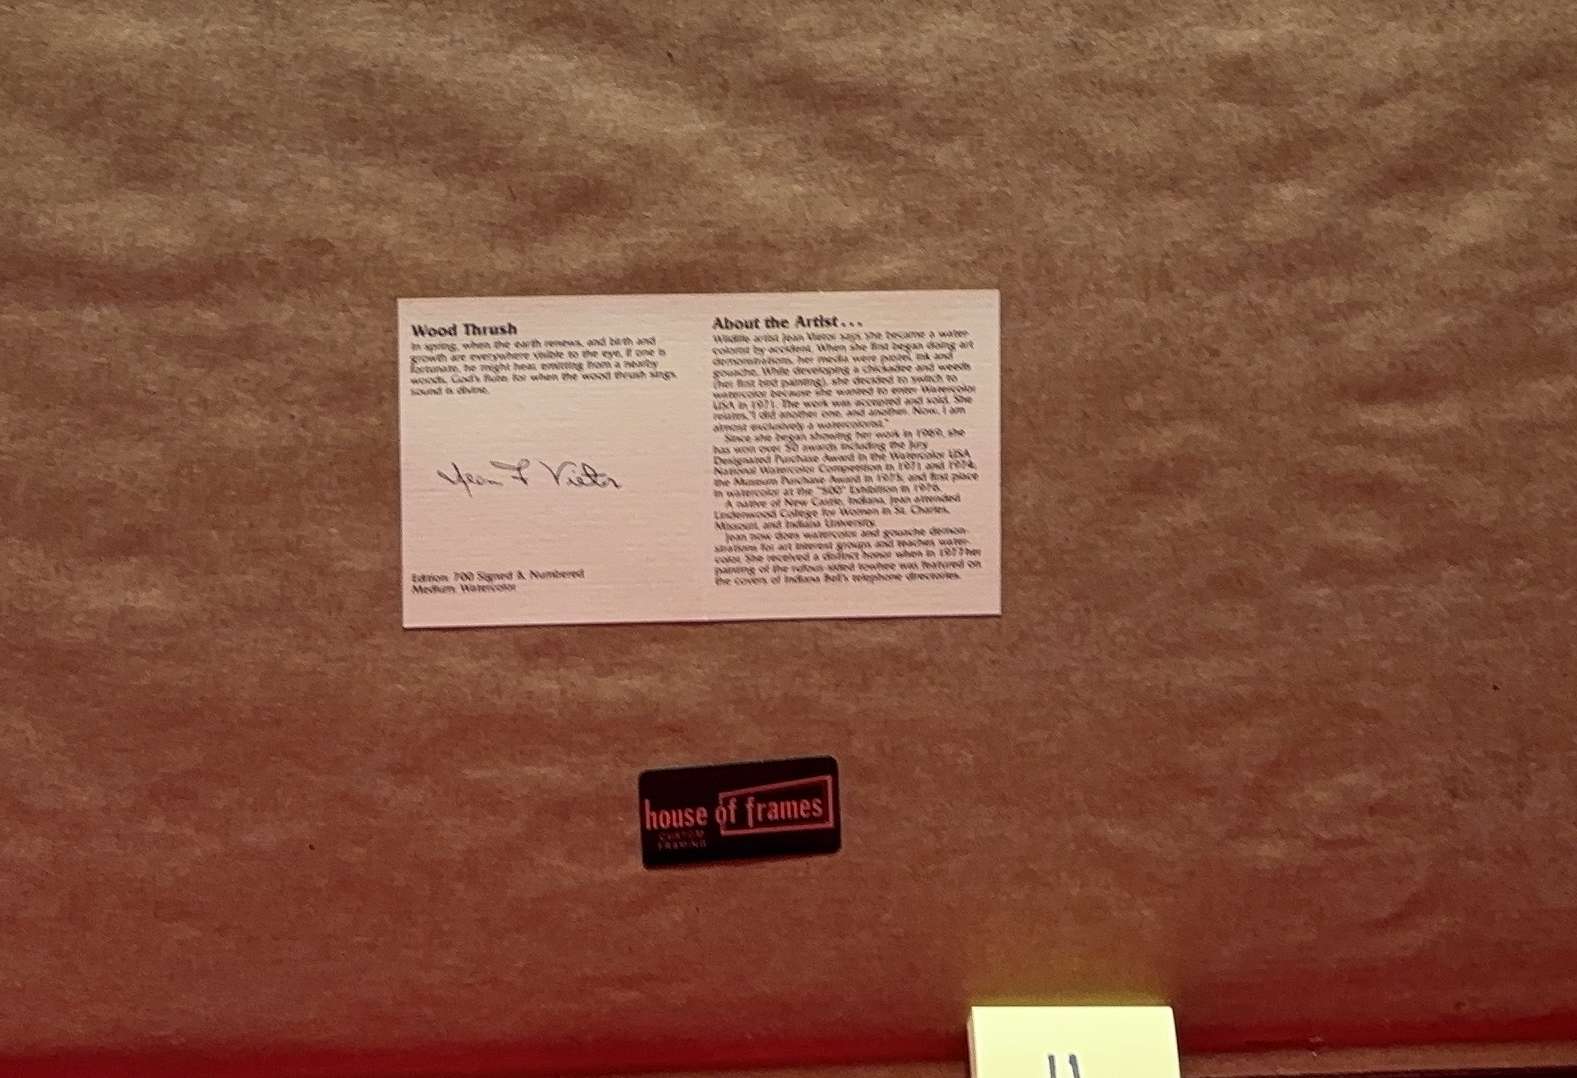 Wood Thrush
In spring, when the earth renews, and birth and
growth are everywhere visible to the eye, if one is
fortunate, he might hear, emitting from a nearby
woods, God's flute, for when the wood thrush sings,
sound is divine.
Jean F Vietor
Edition: 700 Signed & Numbered
Medium: Watercolor
About the Artist...
Wildlife artist Jean Vietor says she became a water-
colorist by accident. When she first began doing art
demonstrations, her media were pastel, ink and
gouache. While developing a chickadee and weeds
(her first bird painting), she decided to switch to
watercolor because she wanted to enter Watercolor
USA in 1971. The work was accepted and sold. She
relates, "I did another one, and another. Now, I am
almost exclusively a watercolorist."
Since she began showing her work in 1969, she
has won over 50 awards including the Jury
Designated Purchase Award in the Watercolor USA
National Watercolor Competition in 1971 and 1974,
the Museum Purchase Award in 1975, and first place
in watercolor at the "500" Exhibition in 1976.
A native of New Castle, Indiana, Jean attended
Lindenwood College for Women in St. Charles,
Missouri, and Indiana University.
Jean now does watercolor and gouache demon-
strations for art interest groups and teaches water-
color. She received a distinct honor when in 1977 her
painting of the rufous-sided towhee was featured on
the covers of Indiana Bell's telephone directories.
house of frames
CUSTOM
FRAMING